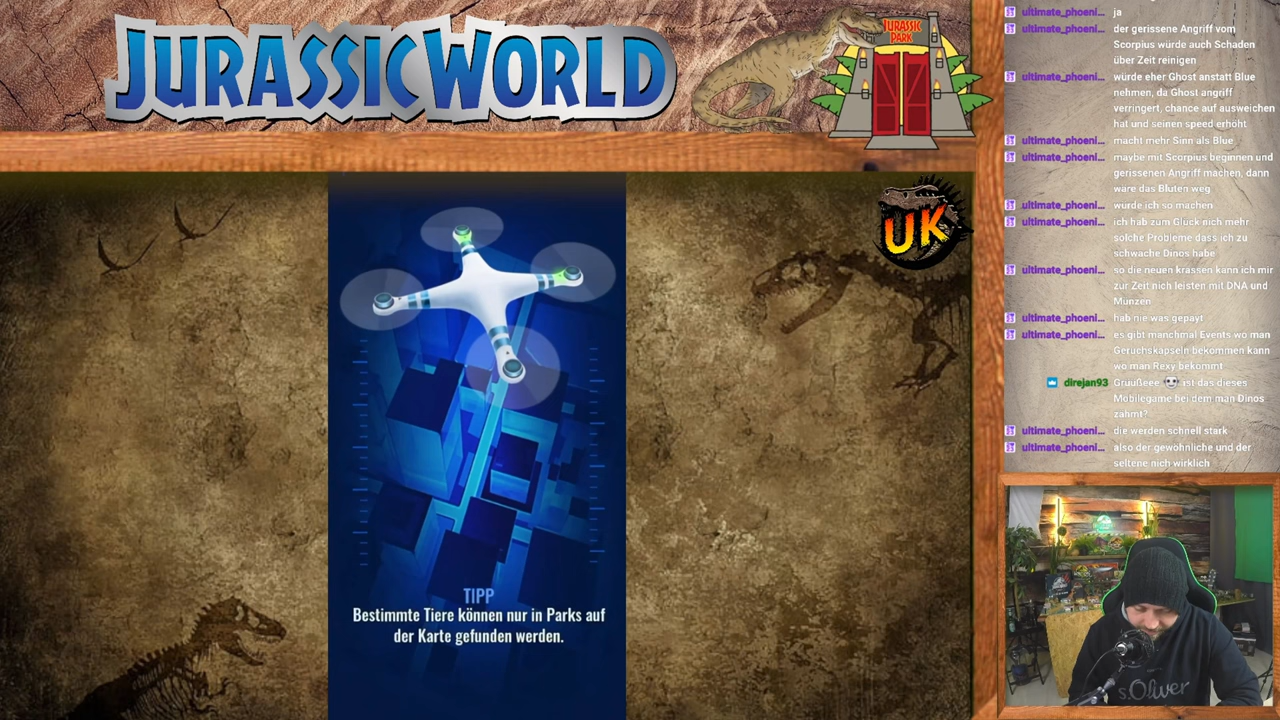 JURASSIC WORLD
JURASSIC
PARK
UK
TIPP
Bestimmte Tiere können nur in Parks auf
der Karte gefunden werden.
ultimate_phoeni... ja
ultimate_phoeni... der gerissene Angriff vom
Scorpius würde auch Schaden
über Zeit reinigen
ultimate_phoeni... würde eher Ghost anstatt Blue
nehmen, da Ghost angriff
verringert, chance auf ausweichen
hat und seinen speed erhöht
ultimate_phoeni... macht mehr Sinn als Blue
ultimate_phoeni... maybe mit Scorpius beginnen und
gerissenen Angriff machen, dann
wäre das Bluten weg
ultimate_phoeni... würde ich so machen
ultimate_phoeni... ich hab zum Glück nich mehr
solche Probleme dass ich zu
schwache Dinos habe
ultimate_phoeni... so die neuen krassen kann ich mir
zur Zeit nich leisten mit DNA und
Münzen
ultimate_phoeni... hab nie was gepayt
ultimate_phoeni... es gibt manchmal Events wo man
Geruchskapseln bekommen kann
wo man Rexy bekommt
direjan93 Gruußeee ist das dieses
Mobilegame bei dem man Dinos
zähmt?
ultimate_phoeni... die werden schnell stark
ultimate_phoeni... also der gewöhnliche und der
seltene nich wirklich
s.Oliver